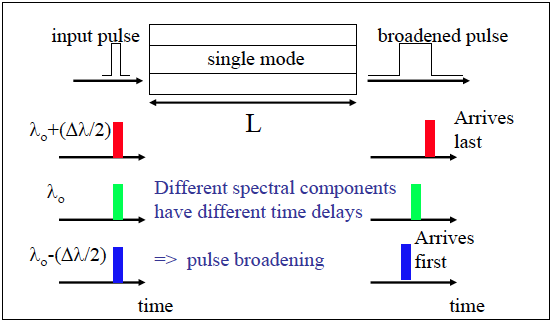 input pulse
broadened pulse
single mode
L
λo+(Δλ/2)
Arrives
last
λo
Different spectral components
have different time delays
λo-(Δλ/2)
=> pulse broadening
Arrives
first
time
time